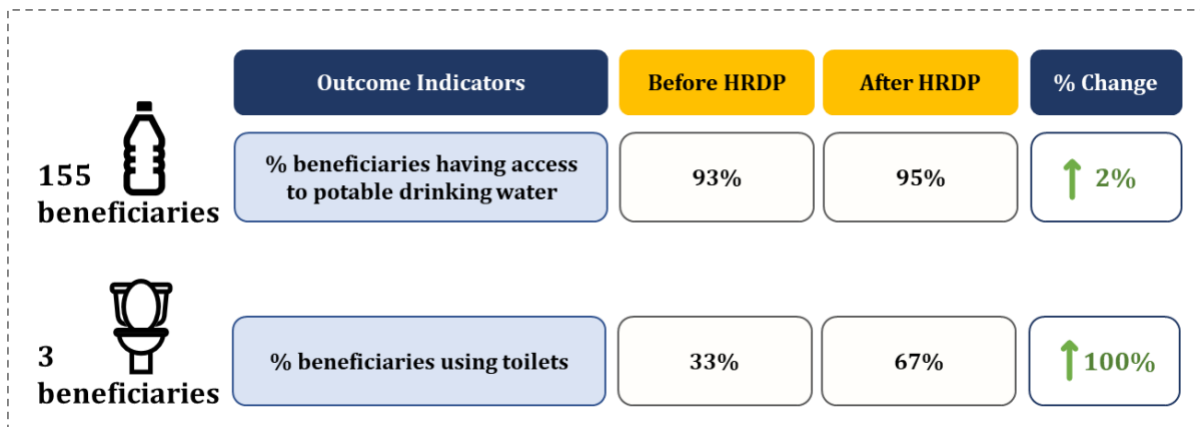 Outcome Indicators
Before HRDP
After HRDP
% Change
155
beneficiaries
% beneficiaries having access
to potable drinking water
93%
95%
2%
3
beneficiaries
% beneficiaries using toilets
33%
67%
100%